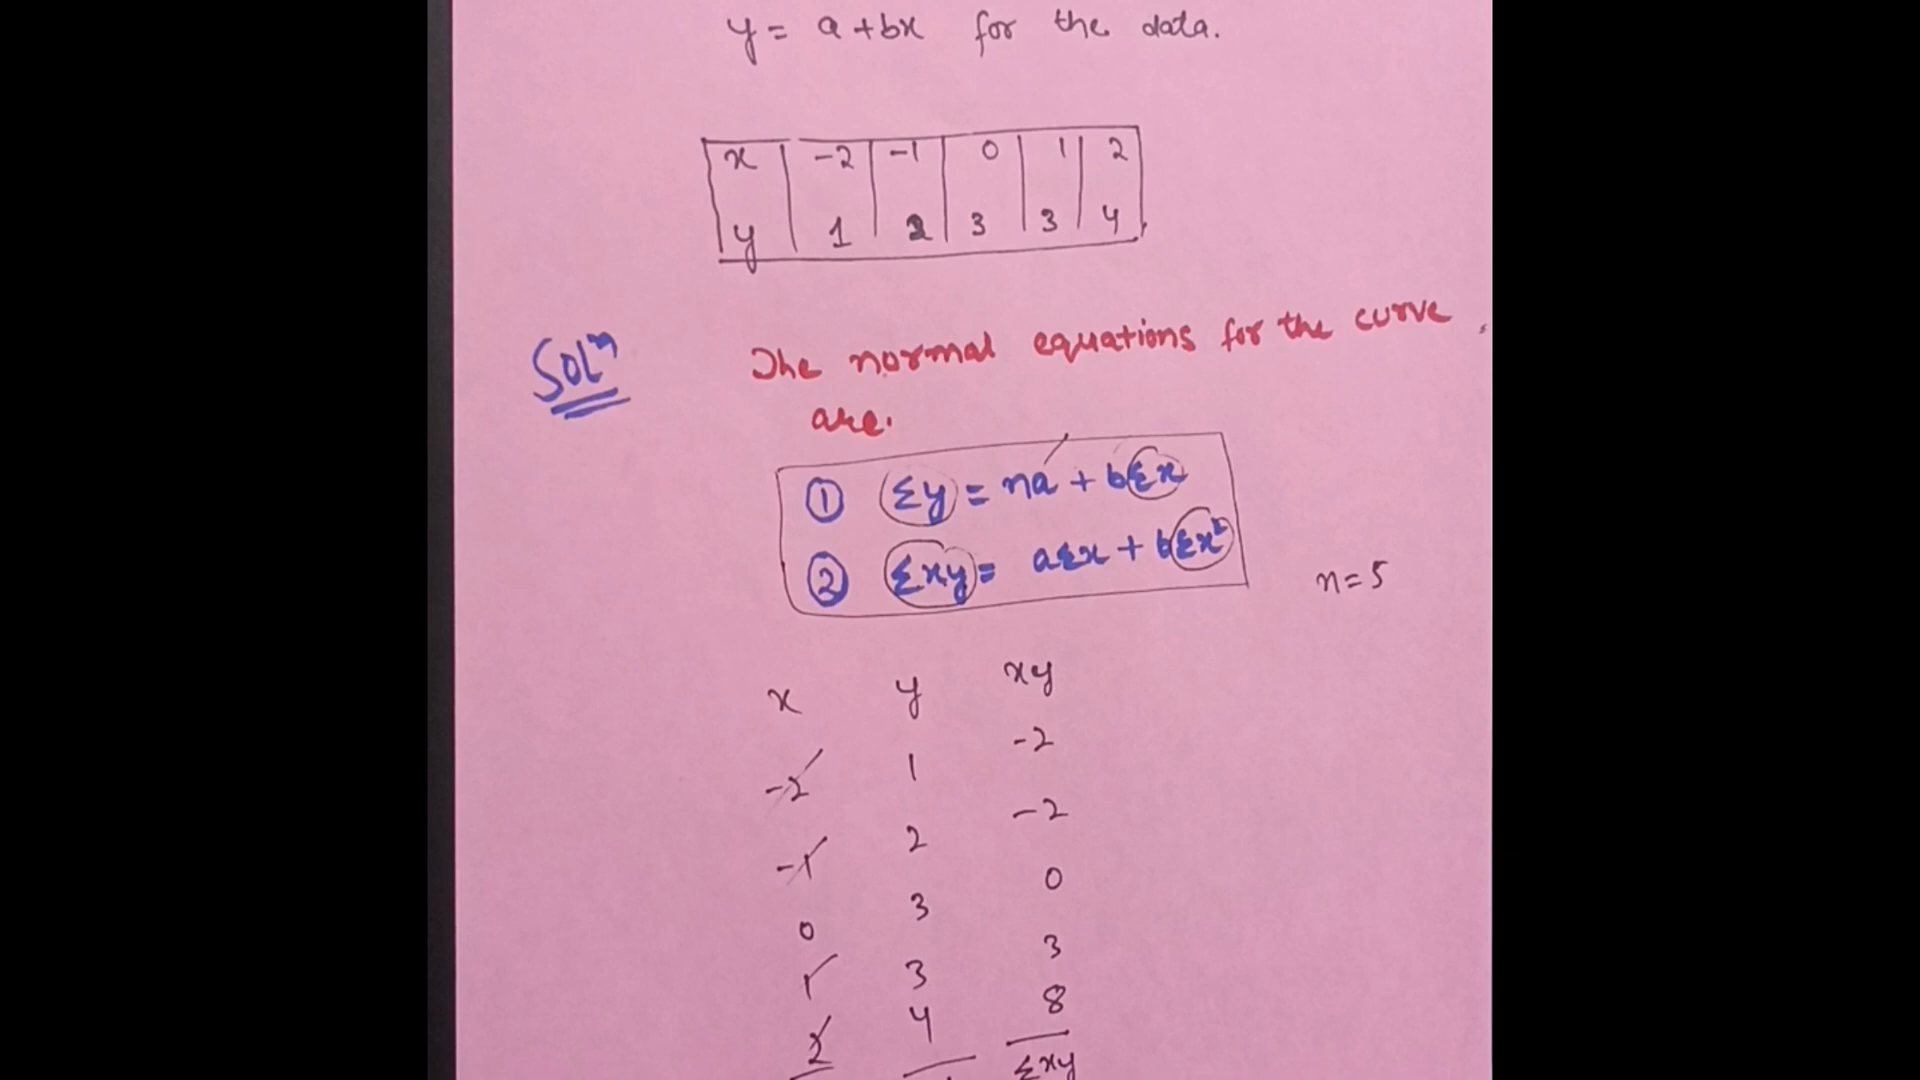 y = a + bx for the data.
x -2 -1 0 1 2
y 1 2 3 3 4
Solⁿ
The normal equations for the curve
are.
① Σy = na + bΣx
② Σxy = aΣx + bΣx²
n = 5
x y xy
-2 1 -2
-1 2 -2
0 3 0
1 3 3
2 4 8
Σxy